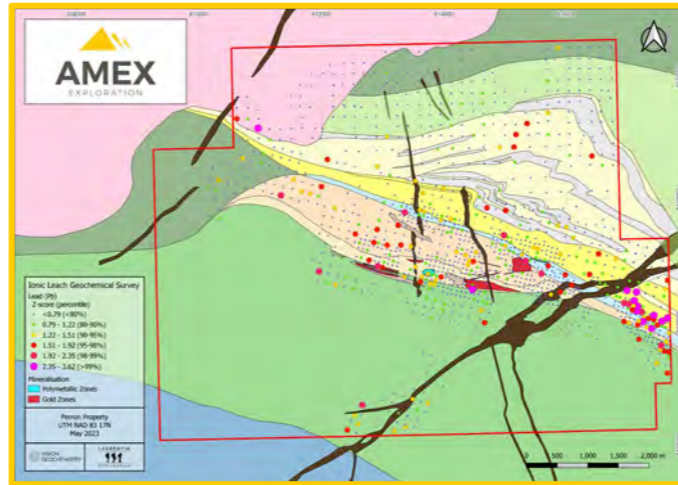 AMEX
EXPLORATION
Ionic Leach Geochemical Survey
Lead (Pb)
Z-score (percentile)
<0.79 (<80%)
0.79 - 1.22 (80-90%)
1.22 - 1.51 (90-95%)
1.51 - 1.92 (95-98%)
1.92 - 2.35 (98-99%)
2.35 - 3.62 (>99%)
Mineralisation
Polymetallic Zones
Gold Zones
Perron Property
UTM NAD 83 17N
May 2023
VISION
GEOCHEMISTRY
LAURENTIA
0 500 1,000 1,500 2,000 m